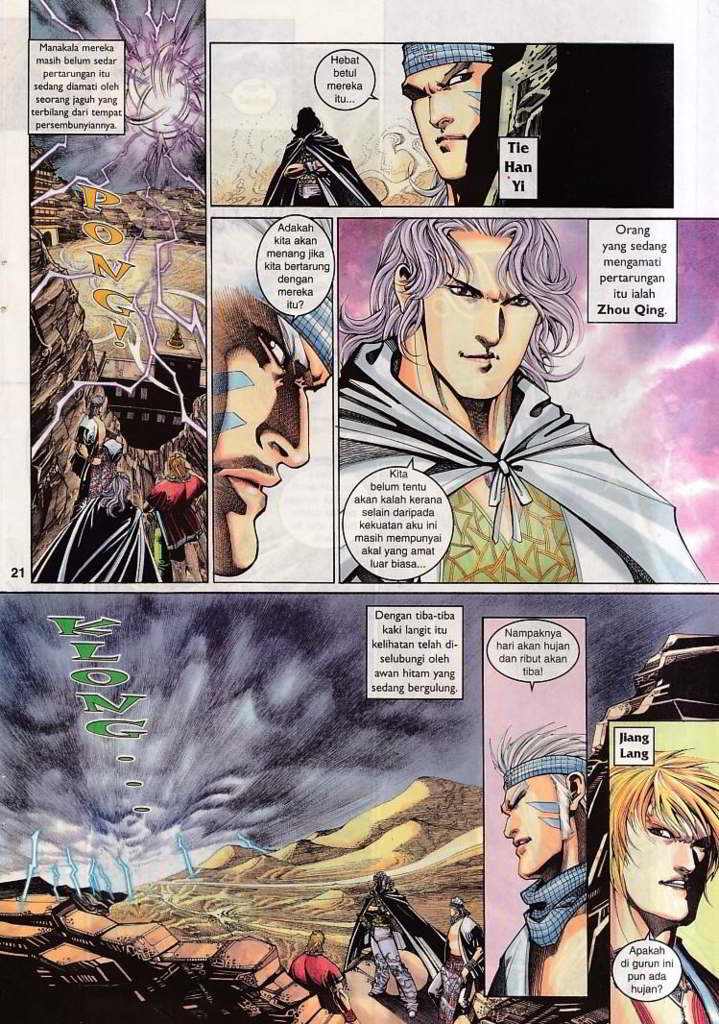 Manakala mereka
masih belum sedar
pertarungan itu
sedang diamati oleh
seorang jaguh yang
terbilang dari tempat
persembunyiannya.
PONG!
Hebat
betul
mereka
itu...
Tie
Han
Yi
Adakah
kita akan
menang jika
kita bertarung
dengan
mereka
itu?
Orang
yang sedang
mengamati
pertarungan
itu ialah
Zhou Qing.
Kita
belum tentu
akan kalah kerana
selain daripada
kekuatan aku ini
masih mempunyai
akal yang amat
luar biasa...
21
KLONG...
Dengan tiba-tiba
kaki langit itu
kelihatan telah di-
selubungi oleh
awan hitam yang
sedang bergulung.
Nampaknya
hari akan hujan
dan ribut akan
tiba!
Jiang
Lang
Apakah
di gurun ini
pun ada
hujan?